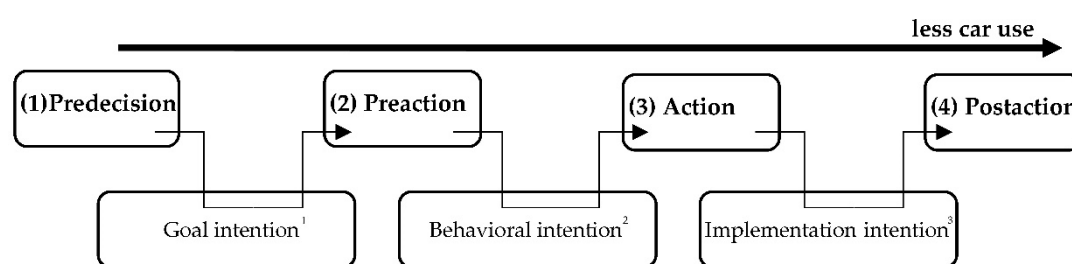 less car use
(1)Predecision
(2) Preaction
(3) Action
(4) Postaction
Goal intention¹
Behavioral intention²
Implementation intention³